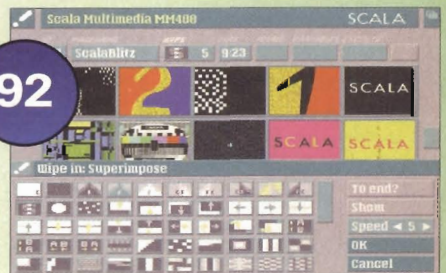 Scala Multimedia MM400 SCALA
92
ScalaBlitz 5 9:23
2 1 SCALA
SCALA SCALA
Wipe in: Superimpose
To end?
Show
Speed 5
OK
Cancel